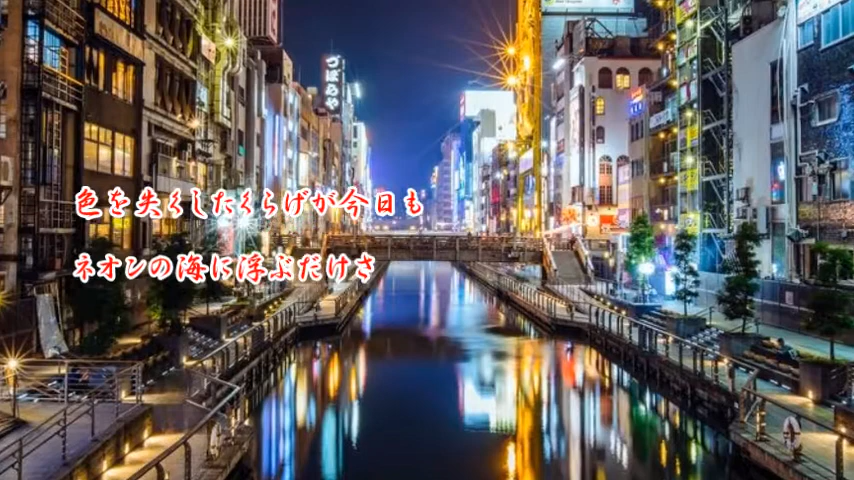 づぼらや
色を失くしたくらげが今日も
ネオンの海に浮ぶだけさ